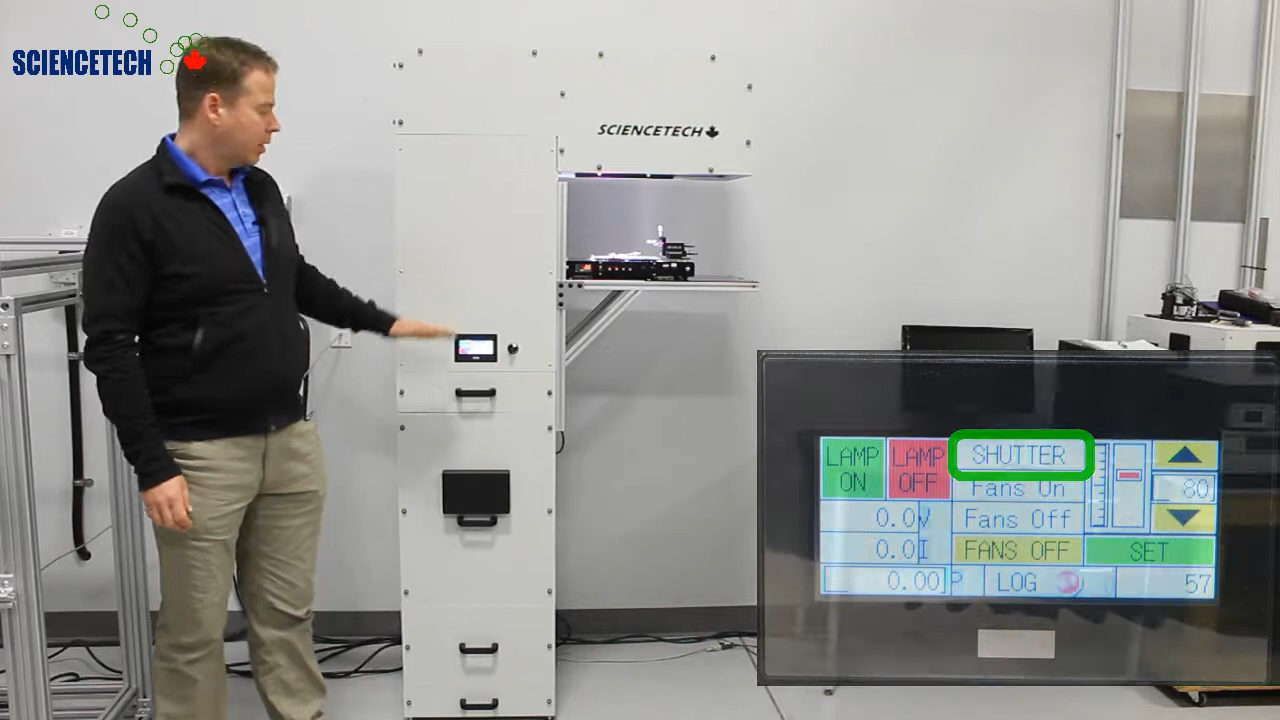 SCIENCETECH
SCIENCETECH
LAMP ON
LAMP OFF
SHUTTER
Fans On
80
0.0V
Fans Off
0.0I
FANS OFF
SET
0.00 P
LOG
57